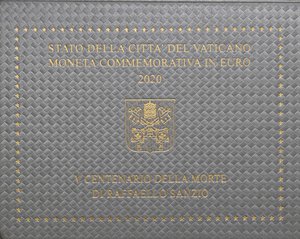 STATO DELLA CITTA' DEL VATICANO
MONETA COMMEMORATIVA IN EURO
2020
V CENTENARIO DELLA MORTE
DI RAFFAELLO SANZIO